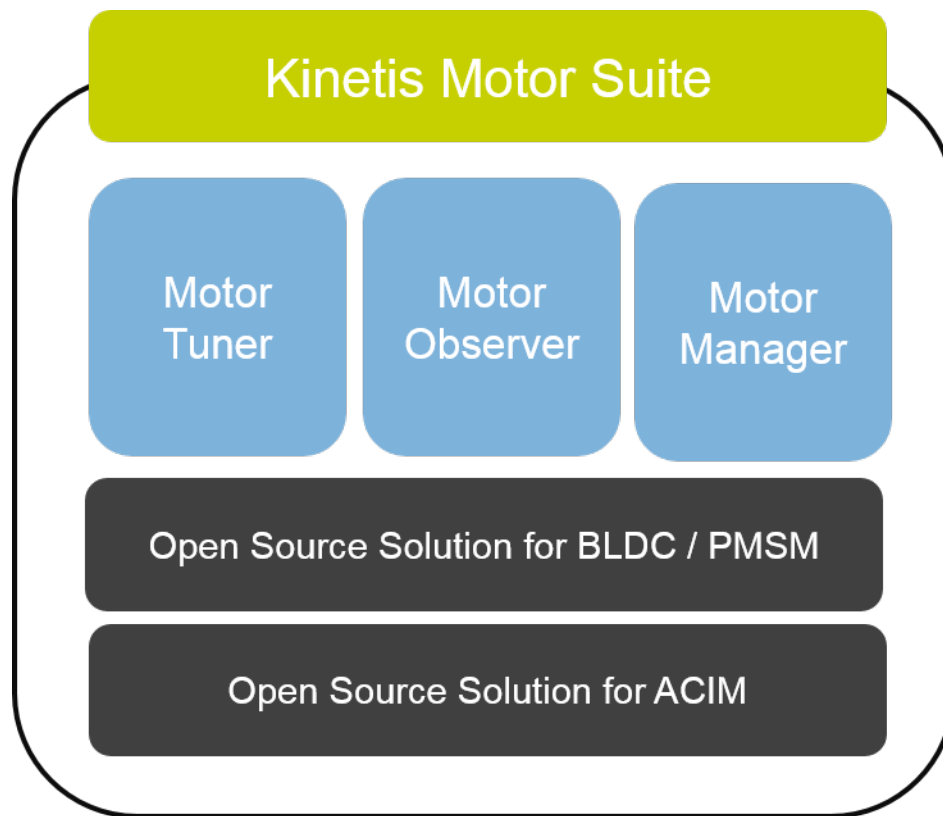 Kinetis Motor Suite
Motor
Tuner
Motor
Observer
Motor
Manager
Open Source Solution for BLDC / PMSM
Open Source Solution for ACIM